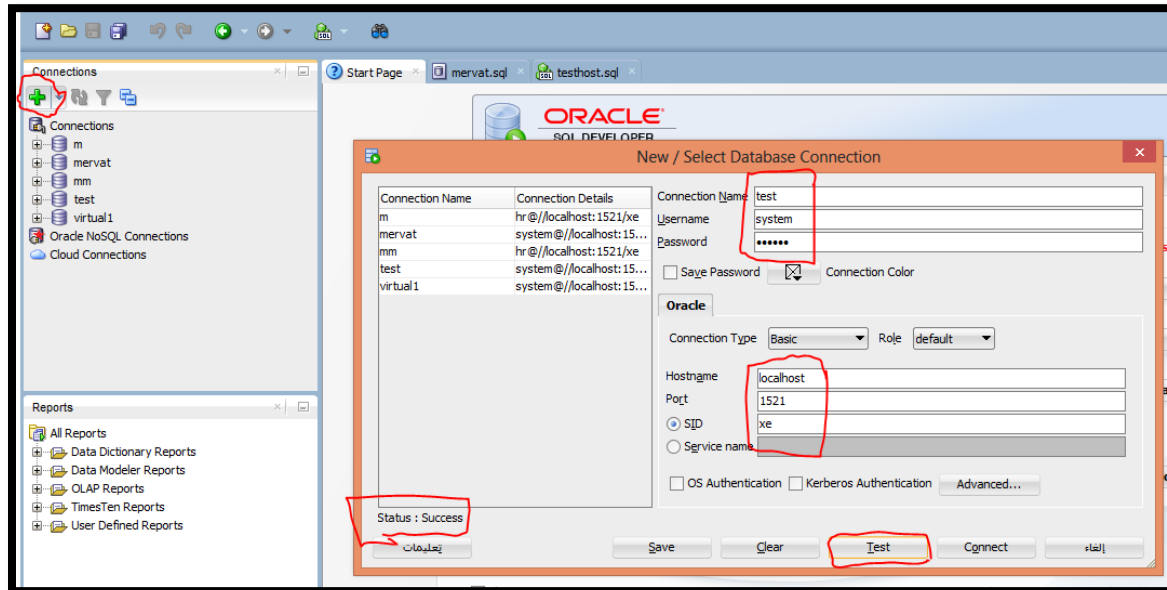 Connections
Start Page
mervat.sql
testhost.sql
Connections
m
mervat
mm
test
virtual1
Oracle NoSQL Connections
Cloud Connections
ORACLE
SQL DEVELOPER
New / Select Database Connection
Connection Name Connection Details
m hr@//localhost:1521/xe
mervat system@//localhost:15...
mm hr@//localhost:1521/xe
test system@//localhost:15...
virtual1 system@//localhost:15...
Connection Name test
Username system
Password ••••••
Save Password Connection Color
Oracle
Connection Type Basic Role default
Hostname localhost
Port 1521
SID xe
Service name
OS Authentication Kerberos Authentication Advanced...
Status : Success
تعليمات Save Clear Test Connect إلغاء
Reports
All Reports
Data Dictionary Reports
Data Modeler Reports
OLAP Reports
TimesTen Reports
User Defined Reports